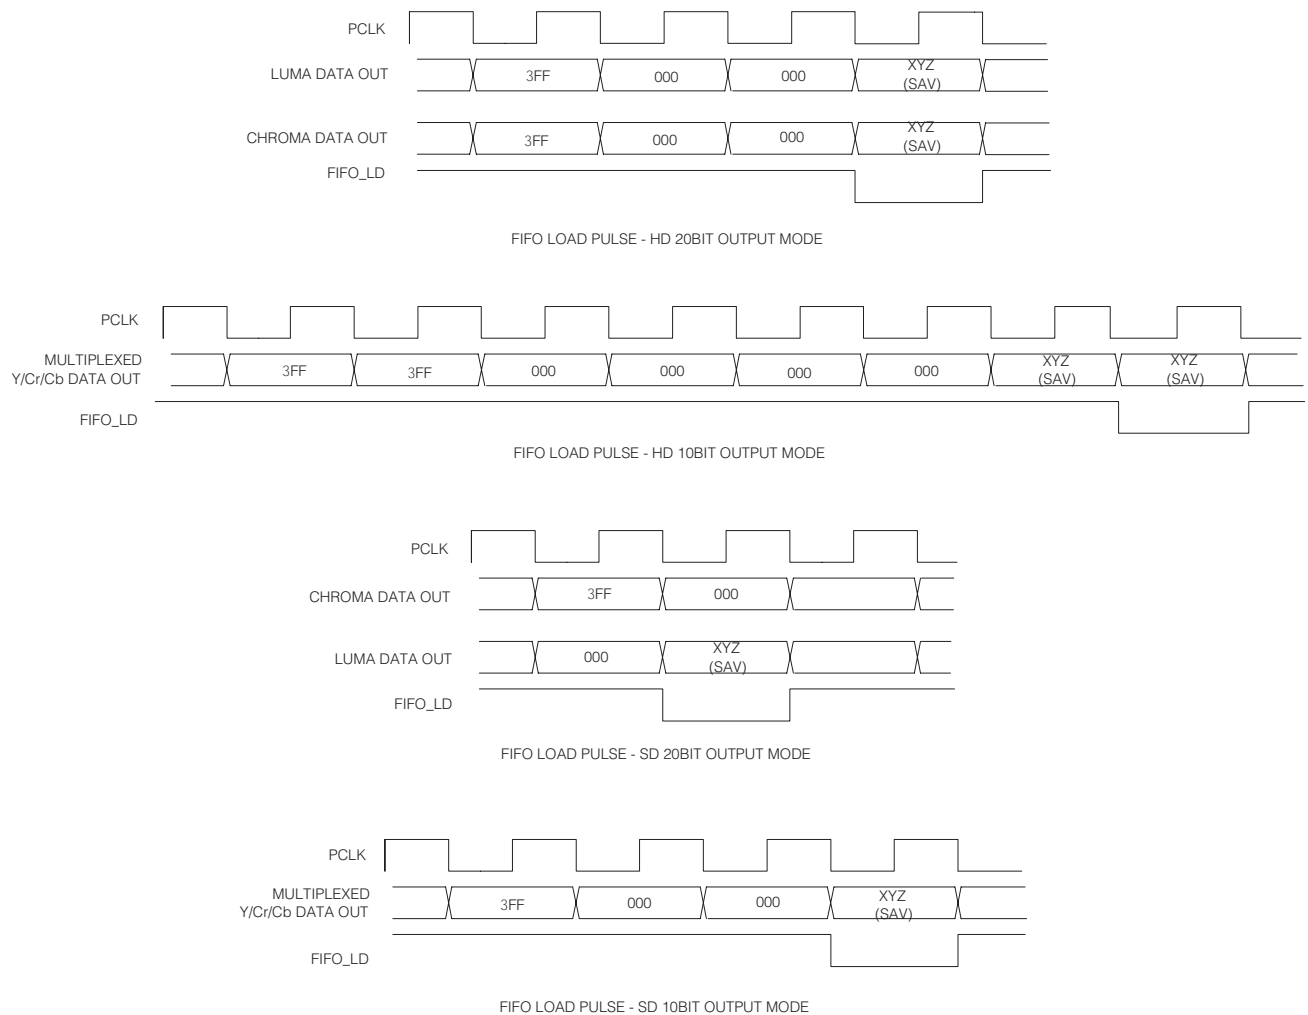 PCLK
LUMA DATA OUT
3FF 000 000 XYZ
(SAV)
CHROMA DATA OUT
3FF 000 000 XYZ
(SAV)
FIFO_LD
FIFO LOAD PULSE - HD 20BIT OUTPUT MODE
PCLK
MULTIPLEXED
Y/Cr/Cb DATA OUT
3FF 3FF 000 000 000 000 XYZ XYZ
(SAV) (SAV)
FIFO_LD
FIFO LOAD PULSE - HD 10BIT OUTPUT MODE
PCLK
CHROMA DATA OUT
3FF 000
LUMA DATA OUT
000 XYZ
(SAV)
FIFO_LD
FIFO LOAD PULSE - SD 20BIT OUTPUT MODE
PCLK
MULTIPLEXED
Y/Cr/Cb DATA OUT
3FF 000 000 XYZ
(SAV)
FIFO_LD
FIFO LOAD PULSE - SD 10BIT OUTPUT MODE